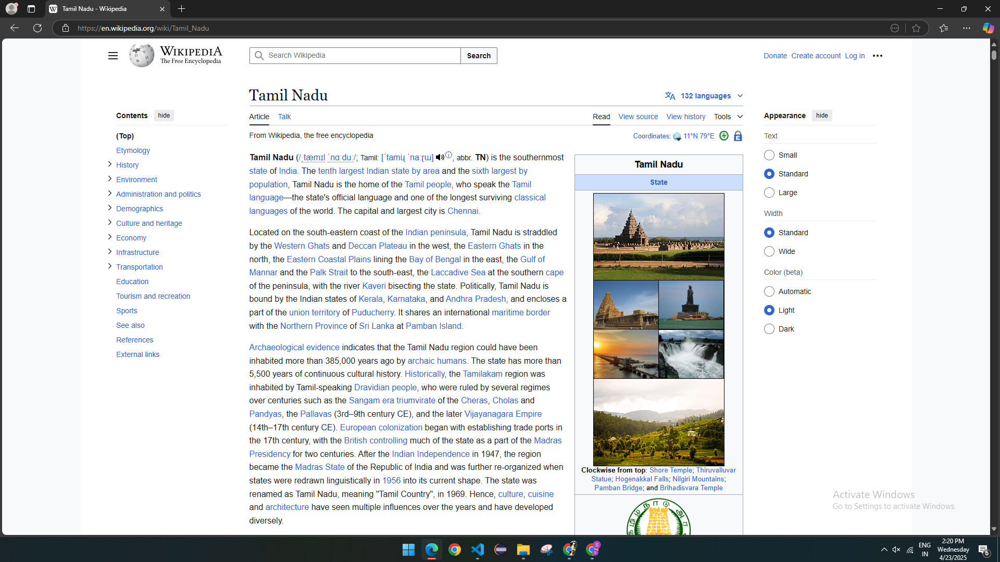 Tamil Nadu - Wikipedia
https://en.wikipedia.org/wiki/Tamil_Nadu
WIKIPEDIA
The Free Encyclopedia
Search Wikipedia
Search
Donate Create account Log in
Tamil Nadu
132 languages
Contents hide
Article Talk
Read View source View history Tools
Appearance hide
From Wikipedia, the free encyclopedia
Coordinates: 11°N 79°E
(Top)
Etymology
History
Environment
Administration and politics
Demographics
Culture and heritage
Economy
Infrastructure
Transportation
Education
Tourism and recreation
Sports
See also
References
External links
Tamil Nadu (/ˌtæmɪl ˈnɑːduː/; Tamil: [ˈtamiɻ ˈnaːɽɯ] , abbr. TN) is the southernmost
state of India. The tenth largest Indian state by area and the sixth largest by
population, Tamil Nadu is the home of the Tamil people, who speak the Tamil
language—the state's official language and one of the longest surviving classical
languages of the world. The capital and largest city is Chennai.
Located on the south-eastern coast of the Indian peninsula, Tamil Nadu is straddled
by the Western Ghats and Deccan Plateau in the west, the Eastern Ghats in the
north, the Eastern Coastal Plains lining the Bay of Bengal in the east, the Gulf of
Mannar and the Palk Strait to the south-east, the Laccadive Sea at the southern cape
of the peninsula, with the river Kaveri bisecting the state. Politically, Tamil Nadu is
bound by the Indian states of Kerala, Karnataka, and Andhra Pradesh, and encloses a
part of the union territory of Puducherry. It shares an international maritime border
with the Northern Province of Sri Lanka at Pamban Island.
Archaeological evidence indicates that the Tamil Nadu region could have been
inhabited more than 385,000 years ago by archaic humans. The state has more than
5,500 years of continuous cultural history. Historically, the Tamilakam region was
inhabited by Tamil-speaking Dravidian people, who were ruled by several regimes
over centuries such as the Sangam era triumvirate of the Cheras, Cholas and
Pandyas, the Pallavas (3rd–9th century CE), and the later Vijayanagara Empire
(14th–17th century CE). European colonization began with establishing trade ports in
the 17th century, with the British controlling much of the state as a part of the Madras
Presidency for two centuries. After the Indian Independence in 1947, the region
became the Madras State of the Republic of India and was further re-organized when
states were redrawn linguistically in 1956 into its current shape. The state was
renamed as Tamil Nadu, meaning "Tamil Country", in 1969. Hence, culture, cuisine
and architecture have seen multiple influences over the years and have developed
diversely.
Tamil Nadu
State
Clockwise from top: Shore Temple; Thiruvalluvar
Statue; Hogenakkal Falls; Nilgiri Mountains;
Pamban Bridge; and Brihadisvara Temple
Text
Small
Standard
Large
Width
Standard
Wide
Color (beta)
Automatic
Light
Dark
Activate Windows
Go to Settings to activate Windows.
ENG
IN
2:20 PM
Wednesday
4/23/2025
6